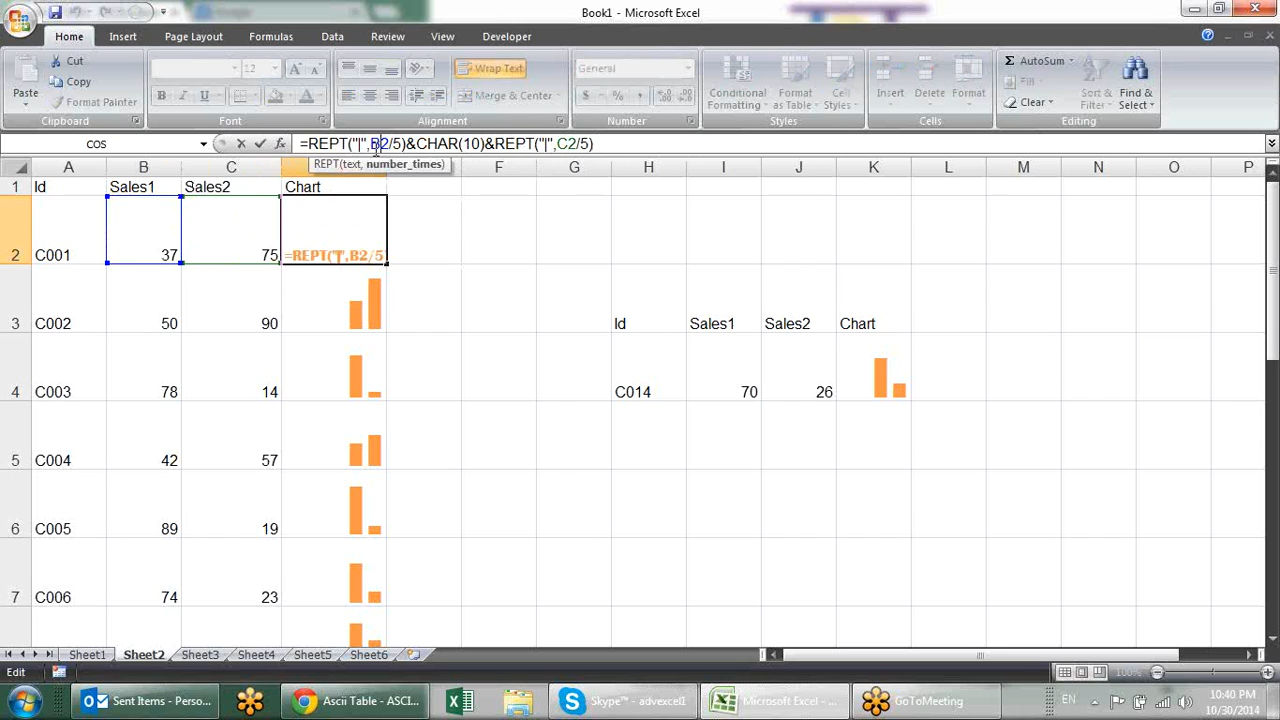 Book1 - Microsoft Excel
Home Insert Page Layout Formulas Data Review View Developer
Paste Cut Copy Format Painter Clipboard
12 A A B I U A Font
Wrap Text Merge & Center Alignment
General $ % , Number
Conditional Formatting Format as Table Cell Styles Styles
Insert Delete Format Cells
Σ AutoSum Clear Sort & Filter Find & Select Editing
COS fx =REPT("|",B2/5)&CHAR(10)&REPT("|",C2/5)
REPT(text, number_times)
A B C F G H I J K L M N O P
1 Id Sales1 Sales2 Chart
2 C001 37 75 =REPT("|",B2/5
3 C002 50 90 Id Sales1 Sales2 Chart
4 C003 78 14 C014 70 26
5 C004 42 57
6 C005 89 19
7 C006 74 23
Sheet1 Sheet2 Sheet3 Sheet4 Sheet5 Sheet6
Edit 100%
Sent Items - Perso... Ascii Table - ASCI... Skype™ - advexcel1 Microsoft Excel - ... GoToMeeting EN 10:40 PM
10/30/2014